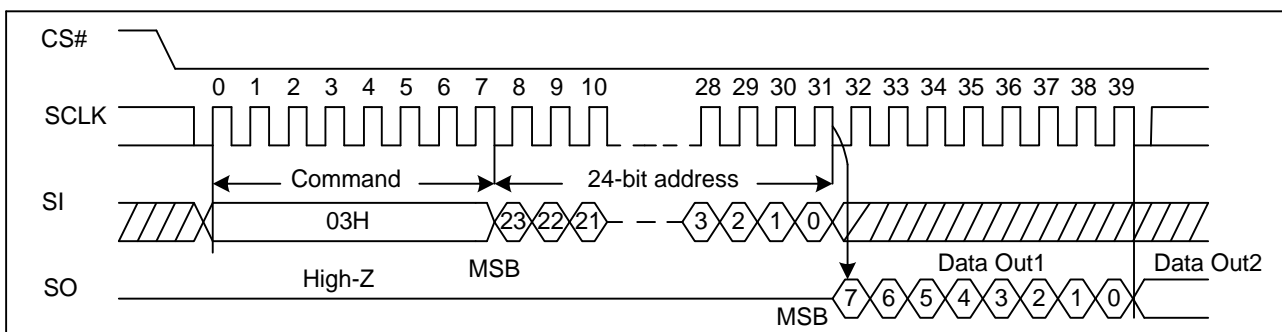 CS#
0 1 2 3 4 5 6 7 8 9 10 28 29 30 31 32 33 34 35 36 37 38 39
SCLK
Command 24-bit address
SI
03H 23 22 21 3 2 1 0
High-Z MSB Data Out1 Data Out2
SO
7 6 5 4 3 2 1 0
MSB